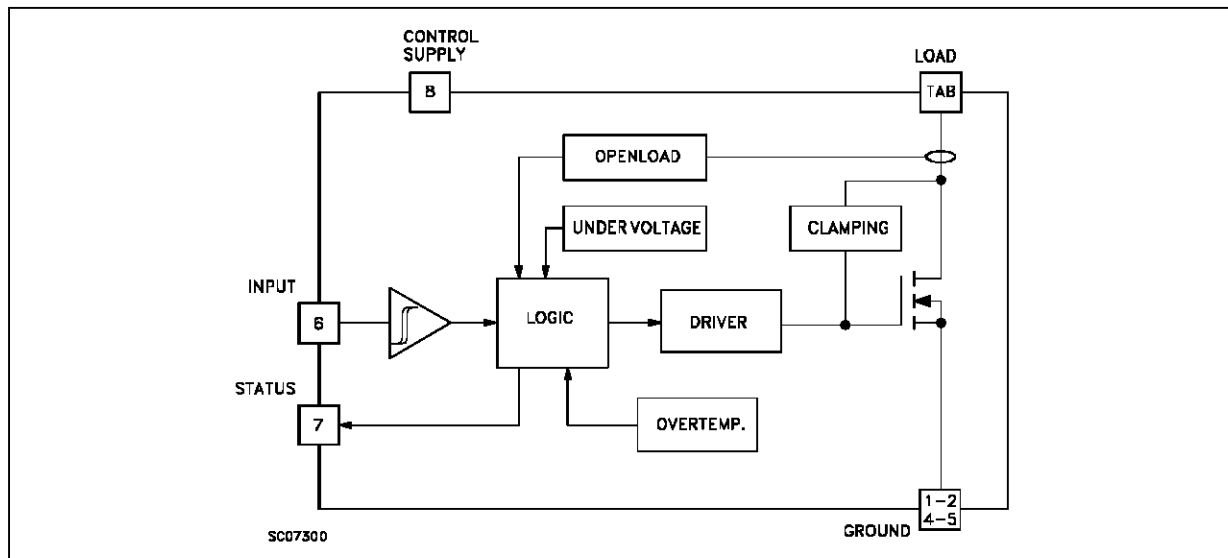 CONTROL
SUPPLY
LOAD
8
TAB
OPENLOAD
UNDER VOLTAGE
CLAMPING
INPUT
6
LOGIC
DRIVER
STATUS
7
OVERTEMP.
1-2
4-5
GROUND
SC07300